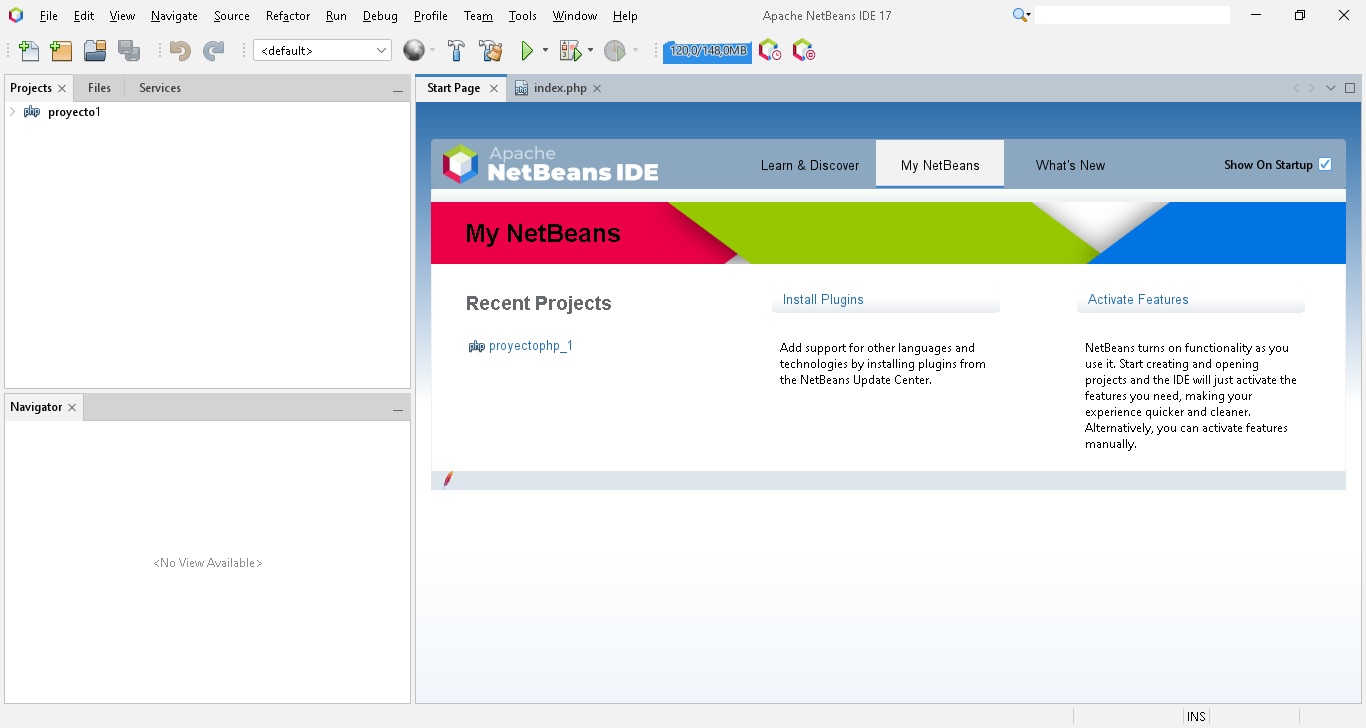 File Edit View Navigate Source Refactor Run Debug Profile Team Tools Window Help Apache NetBeans IDE 17
<default> 120,0/148,0MB
Projects Files Services
Start Page index.php
php proyecto1
Apache
NetBeans IDE
Learn & Discover My NetBeans What's New Show On Startup
My NetBeans
Recent Projects
php proyectophp_1
Install Plugins
Add support for other languages and
technologies by installing plugins from
the NetBeans Update Center.
Activate Features
NetBeans turns on functionality as you
use it. Start creating and opening
projects and the IDE will just activate the
features you need, making your
experience quicker and cleaner.
Alternatively, you can activate features
manually.
Navigator
<No View Available>
INS